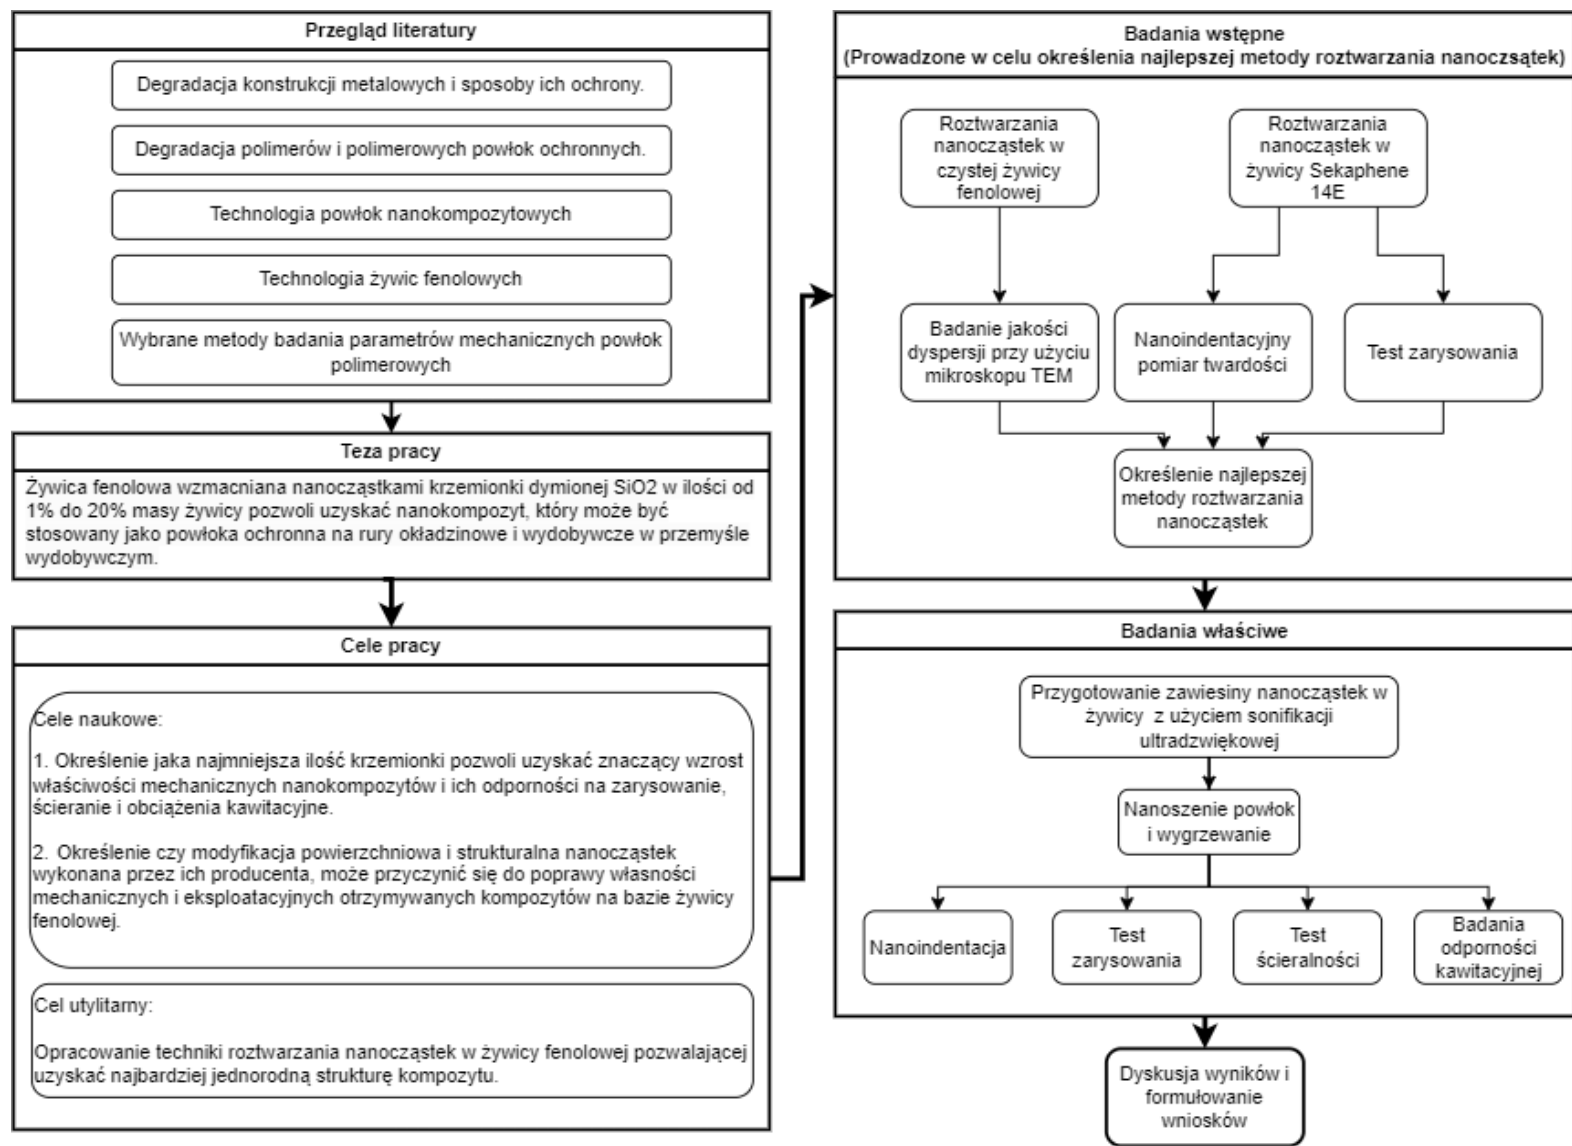 Przegląd literatury
Degradacja konstrukcji metalowych i sposoby ich ochrony.
Degradacja polimerów i polimerowych powłok ochronnych.
Technologia powłok nanokompozytowych
Technologia żywic fenolowych
Wybrane metody badania parametrów mechanicznych powłok
polimerowych
Teza pracy
Żywica fenolowa wzmacniana nanocząstkami krzemionki dymionej SiO2 w ilości od
1% do 20% masy żywicy pozwoli uzyskać nanokompozyt, który może być
stosowany jako powłoka ochronna na rury okładzinowe i wydobywcze w przemyśle
wydobywczym.
Cele pracy
Cele naukowe:
1. Określenie jaka najmniejsza ilość krzemionki pozwoli uzyskać znaczący wzrost
właściwości mechanicznych nanokompozytów i ich odporności na zarysowanie,
ścieranie i obciążenia kawitacyjne.
2. Określenie czy modyfikacja powierzchniowa i strukturalna nanocząstek
wykonana przez ich producenta, może przyczynić się do poprawy własności
mechanicznych i eksploatacyjnych otrzymywanych kompozytów na bazie żywicy
fenolowej.
Cel utylitarny:
Opracowanie techniki roztwarzania nanocząstek w żywicy fenolowej pozwalającej
uzyskać najbardziej jednorodną strukturę kompozytu.
Badania wstępne
(Prowadzone w celu określenia najlepszej metody roztwarzania nanoczsątek)
Roztwarzania
nanocząstek w
czystej żywicy
fenolowej
Roztwarzania
nanocząstek w
żywicy Sekaphene
14E
Badanie jakości
dyspersji przy użyciu
mikroskopu TEM
Nanoindentacyjny
pomiar twardości
Test zarysowania
Określenie najlepszej
metody roztwarzania
nanocząstek
Badania właściwe
Przygotowanie zawiesiny nanocząstek w
żywicy z użyciem sonifikacji
ultradzwiękowej
Nanoszenie powłok
i wygrzewanie
Nanoindentacja
Test
zarysowania
Test
ścieralności
Badania
odporności
kawitacyjnej
Dyskusja wyników i
formułowanie
wniosków